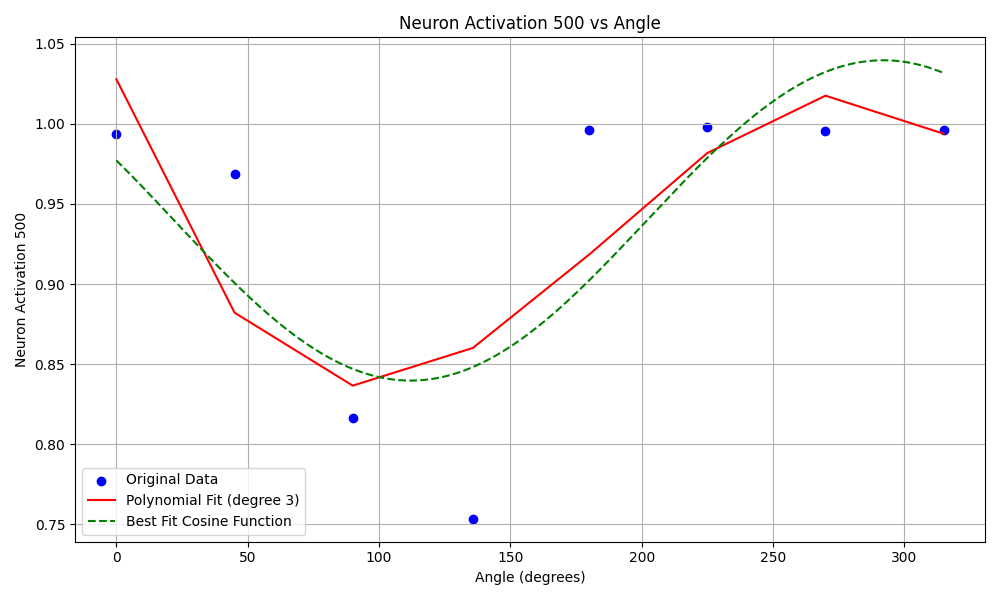 Neuron Activation 500 vs Angle
1.05
1.00
0.95
0.90
0.85
0.80
0.75
Neuron Activation 500
Original Data
Polynomial Fit (degree 3)
Best Fit Cosine Function
0 50 100 150 200 250 300
Angle (degrees)